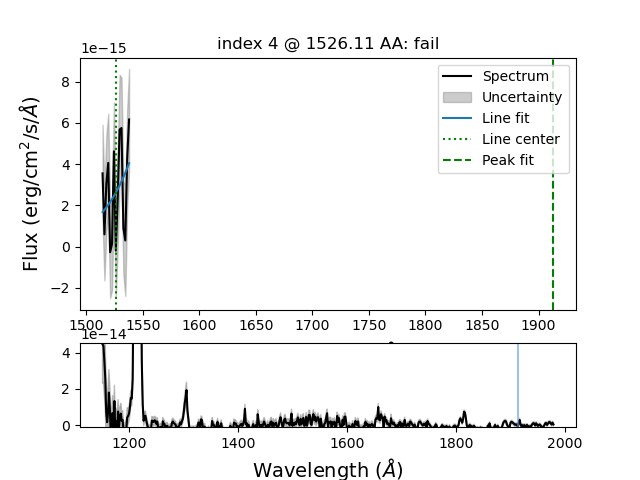 index 4 @ 1526.11 AA: fail
1e−15
8
6
4
2
0
−2
Flux (erg/cm²/s/Å)
Spectrum
Uncertainty
Line fit
Line center
Peak fit
1500 1550 1600 1650 1700 1750 1800 1850 1900
1e−14
4
2
0
1200 1400 1600 1800 2000
Wavelength (Å)